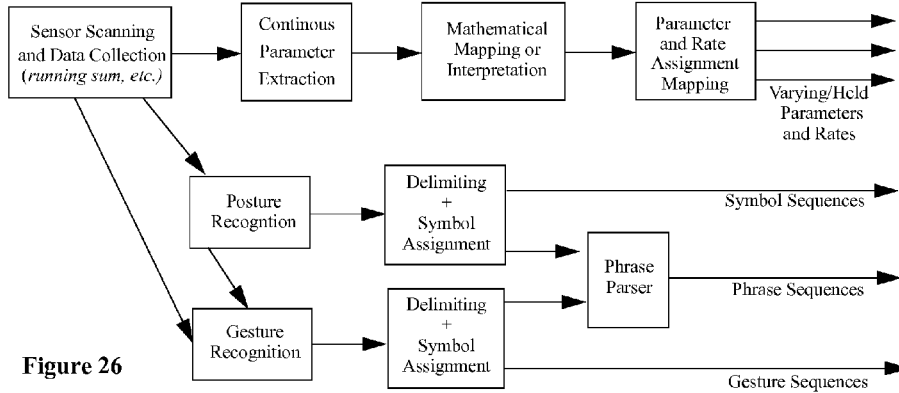 Sensor Scanning
and Data Collection
(running sum, etc.)
Continous
Parameter
Extraction
Mathematical
Mapping or
Interpretation
Parameter
and Rate
Assignment
Mapping
Varying/Held
Parameters
and Rates
Posture
Recogntion
Delimiting
+
Symbol
Assignment
Symbol Sequences
Phrase
Parser
Phrase Sequences
Gesture
Recognition
Delimiting
+
Symbol
Assignment
Gesture Sequences
Figure 26